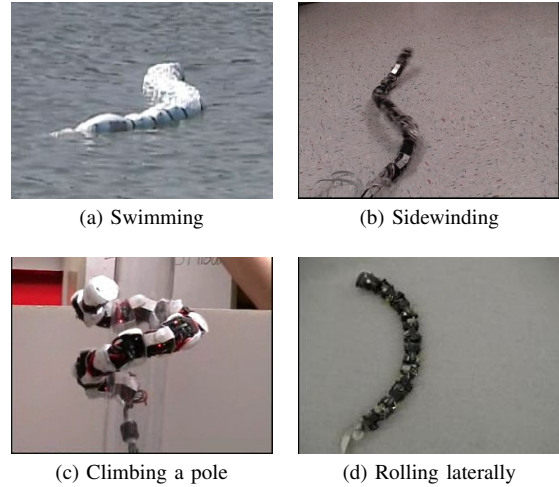 (a) Swimming
(b) Sidewinding
(c) Climbing a pole
(d) Rolling laterally